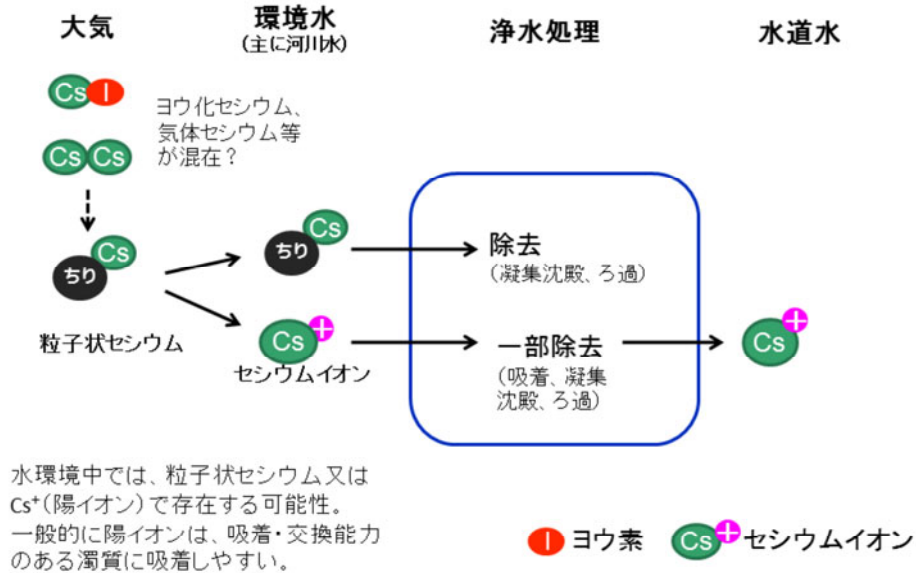 大気
環境水
(主に河川水)
浄水処理
水道水
Cs I
ヨウ化セシウム、
気体セシウム等
が混在?
Cs Cs
Cs
ちり
粒子状セシウム
Cs
ちり
Cs +
セシウムイオン
除去
(凝集沈殿、ろ過)
一部除去
(吸着、凝集
沈殿、ろ過)
Cs +
水環境中では、粒子状セシウム又は
Cs⁺(陽イオン)で存在する可能性。
一般的に陽イオンは、吸着・交換能力
のある濁質に吸着しやすい。
I ヨウ素
Cs + セシウムイオン